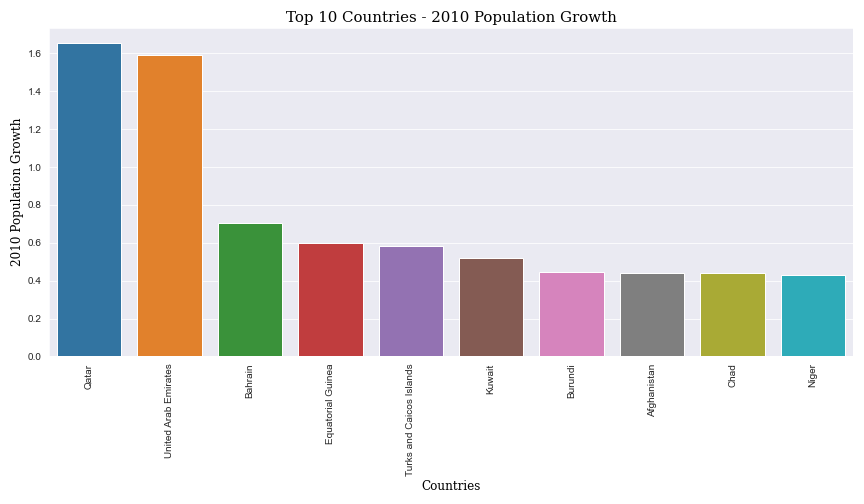 Top 10 Countries - 2010 Population Growth
2010 Population Growth
1.6
1.4
1.2
1.0
0.8
0.6
0.4
0.2
0.0
Qatar
United Arab Emirates
Bahrain
Equatorial Guinea
Turks and Caicos Islands
Kuwait
Burundi
Afghanistan
Chad
Niger
Countries